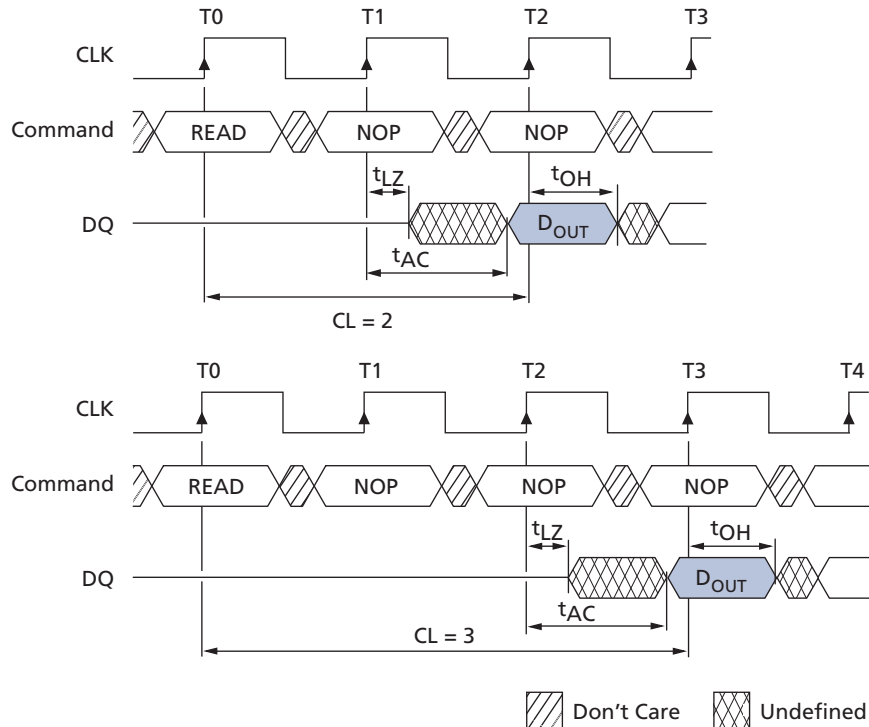 T0 T1 T2 T3
CLK
Command READ NOP NOP
tLZ tOH
DQ DOUT
tAC
CL = 2
T0 T1 T2 T3 T4
CLK
Command READ NOP NOP NOP
tLZ tOH
DQ DOUT
tAC
CL = 3
Don't Care Undefined